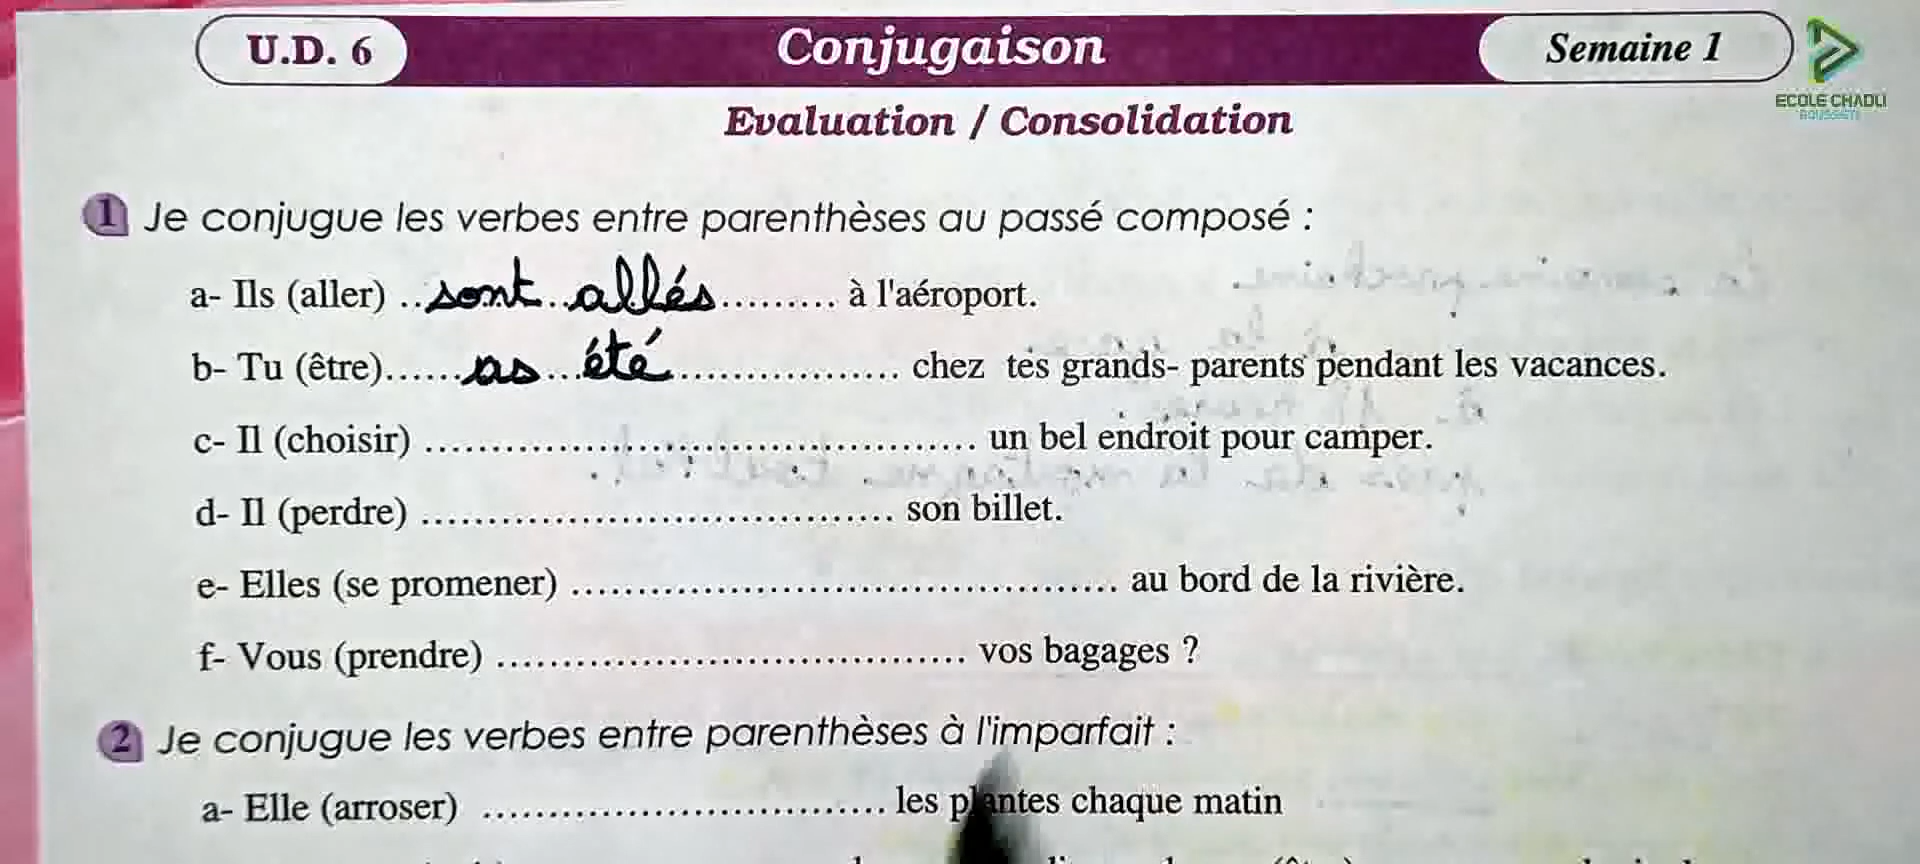 U.D. 6 Conjugaison Semaine 1
ECOLE CHADLI
Evaluation / Consolidation
1 Je conjugue les verbes entre parenthèses au passé composé :
a- Ils (aller) ..sont..allés......... à l'aéroport.
b- Tu (être)......as...été.................. chez tes grands- parents pendant les vacances.
c- Il (choisir) .......................................... un bel endroit pour camper.
d- Il (perdre) .................................... son billet.
e- Elles (se promener) .......................................... au bord de la rivière.
f- Vous (prendre) .................................... vos bagages ?
2 Je conjugue les verbes entre parenthèses à l'imparfait :
a- Elle (arroser) ............................... les plantes chaque matin